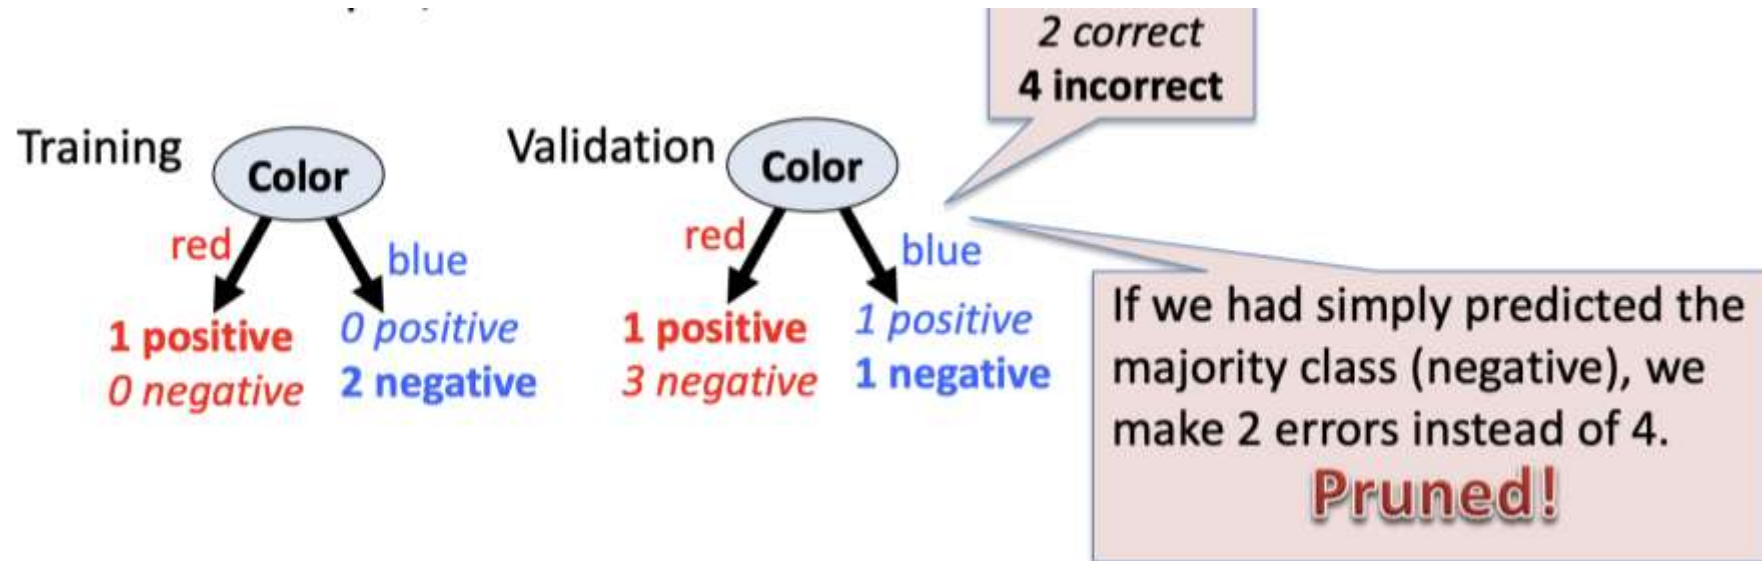 2 correct
4 incorrect
Training
Color
red
blue
1 positive
0 negative
0 positive
2 negative
Validation
Color
red
blue
1 positive
3 negative
1 positive
1 negative
If we had simply predicted the
majority class (negative), we
make 2 errors instead of 4.
Pruned!